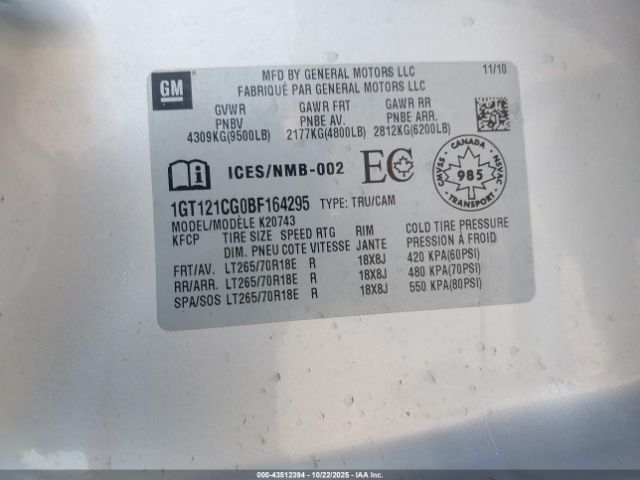 GM
MFD BY GENERAL MOTORS LLC 11/10
FABRIQUÉ PAR GENERAL MOTORS LLC
GVWR GAWR FRT GAWR RR
PNBV PNBE AV. PNBE ARR.
4309KG(9500LB) 2177KG(4800LB) 2812KG(6200LB)
ICES/NMB-002 EC
CANADA
CMVSS NSVAC
985
TRANSPORT
1GT121CG0BF164295 TYPE: TRU/CAM
MODEL/MODÈLE K20743
KFCP TIRE SIZE SPEED RTG RIM COLD TIRE PRESSURE
DIM. PNEU COTE VITESSE JANTE PRESSION À FROID
FRT/AV. LT265/70R18E R 18X8J 420 KPA(60PSI)
RR/ARR. LT265/70R18E R 18X8J 480 KPA(70PSI)
SPA/SOS LT265/70R18E R 18X8J 550 KPA(80PSI)
000-43512394 10/22/2025 IAAI.COM